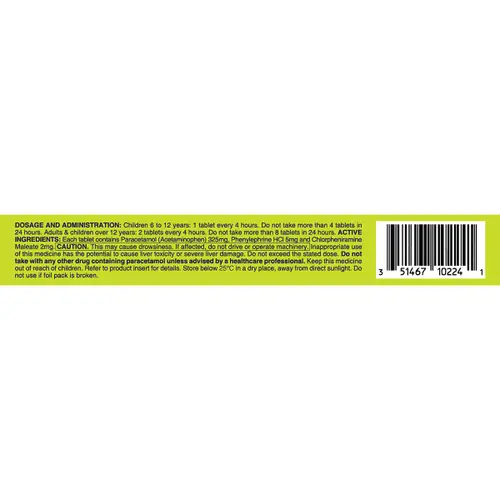 DOSAGE AND ADMINISTRATION: Children 6 to 12 years: 1 tablet every 4 hours. Do not take more than 4 tablets in
24 hours. Adults & children over 12 years: 2 tablets every 4 hours. Do not take more than 8 tablets in 24 hours. ACTIVE
INGREDIENTS: Each tablet contains Paracetamol (Acetaminophen) 325mg, Phenylephrine HCl 5mg and Chlorpheniramine
Maleate 2mg. CAUTION. This may cause drowsiness. If affected, do not drive or operate machinery. Inappropriate use
of this medicine has the potential to cause liver toxicity or severe liver damage. Do not exceed the stated dose. Do not
take with any other drug containing paracetamol unless advised by a healthcare professional. Keep this medicine
out of reach of children. Refer to product insert for details. Store below 25°C in a dry place, away from direct sunlight. Do
not use if foil pack is broken.
3 51467 10224 1